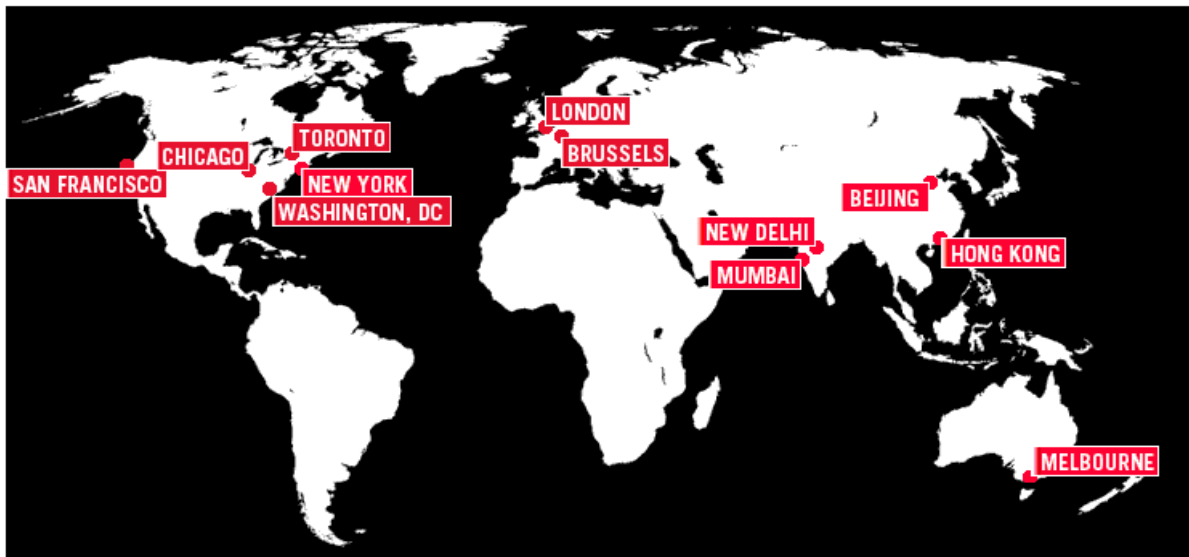 LONDON
TORONTO
CHICAGO
BRUSSELS
SAN FRANCISCO
NEW YORK
WASHINGTON, DC
BEIJING
NEW DELHI
HONG KONG
MUMBAI
MELBOURNE